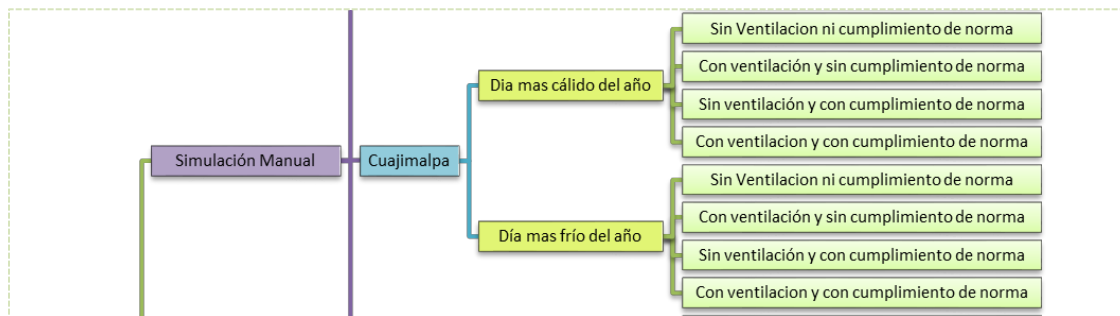 Sin Ventilacion ni cumplimiento de norma
Con ventilación y sin cumplimiento de norma
Dia mas cálido del año
Sin ventilación y con cumplimiento de norma
Con ventilacion y con cumplimiento de norma
Simulación Manual
Cuajimalpa
Sin Ventilacion ni cumplimiento de norma
Con ventilación y sin cumplimiento de norma
Día mas frío del año
Sin ventilación y con cumplimiento de norma
Con ventilacion y con cumplimiento de norma